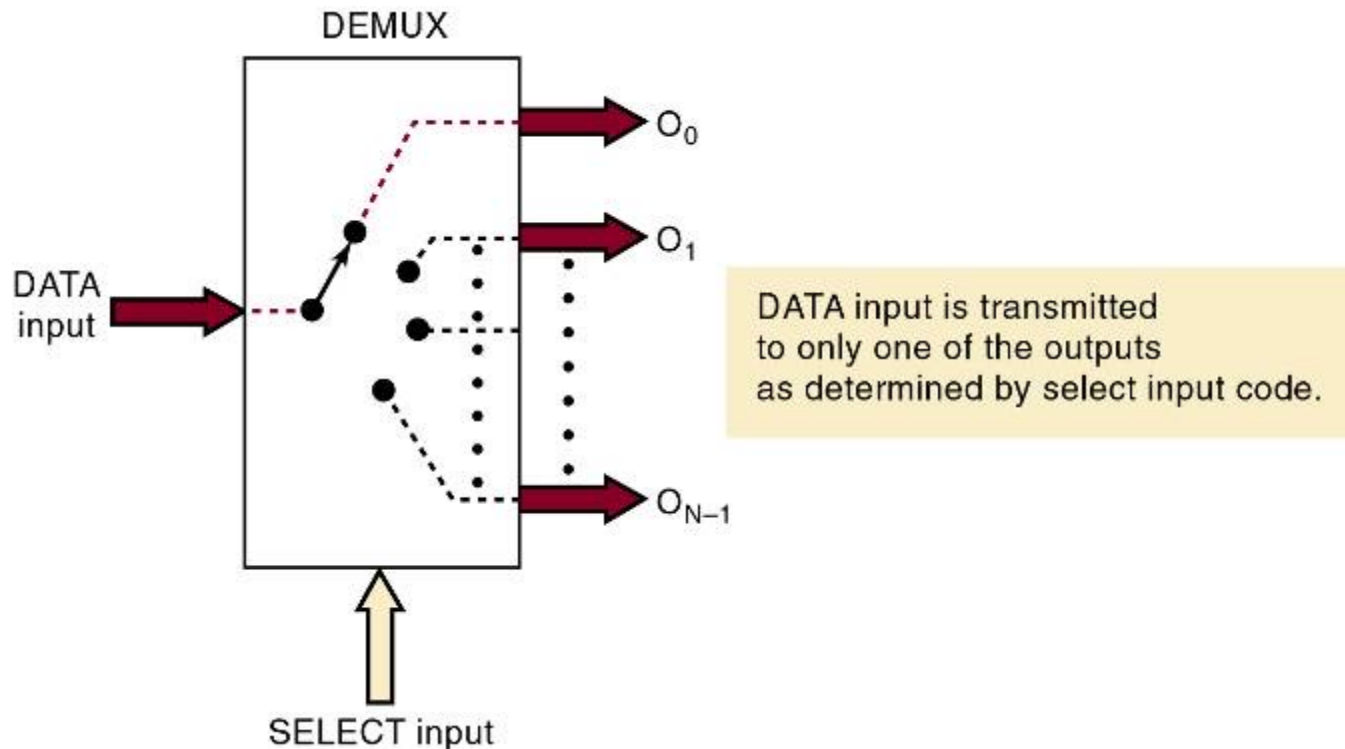 DEMUX
O₀
O₁
DATA
input
DATA input is transmitted
to only one of the outputs
as determined by select input code.
Oₙ₋₁
SELECT input